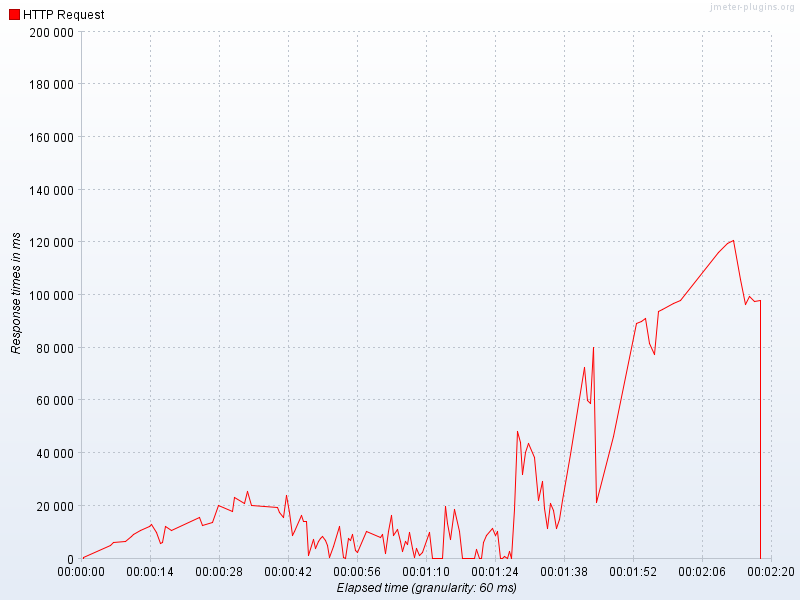 HTTP Request
jmeter-plugins.org
200 000
180 000
160 000
140 000
120 000
100 000
80 000
60 000
40 000
20 000
0
Response times in ms
00:00:00 00:00:14 00:00:28 00:00:42 00:00:56 00:01:10 00:01:24 00:01:38 00:01:52 00:02:06 00:02:20
Elapsed time (granularity: 60 ms)